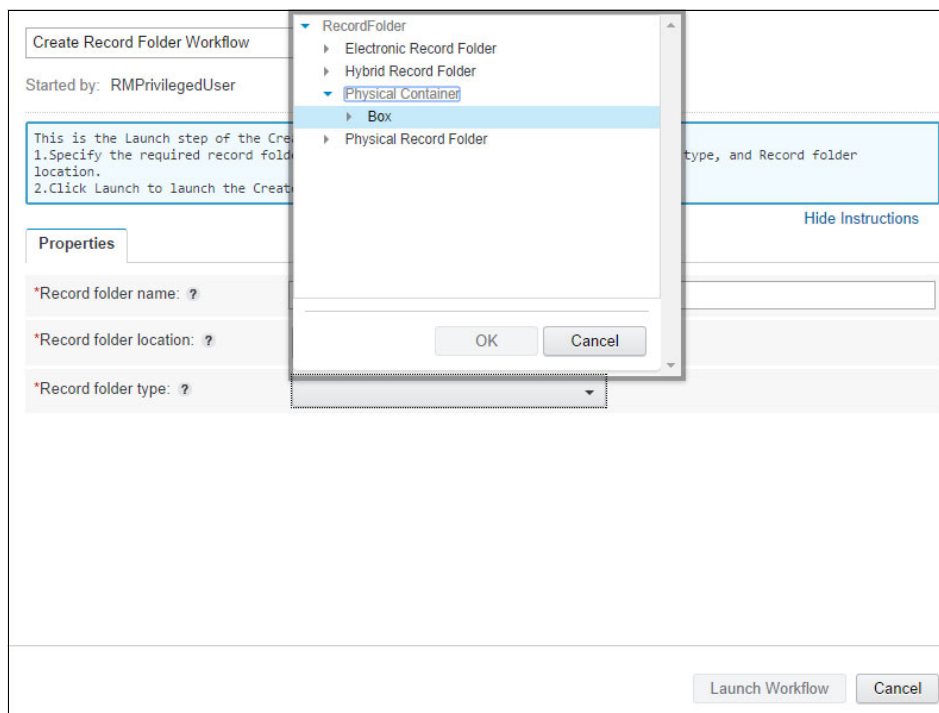 Create Record Folder Workflow
Started by: RMPrivilegedUser
RecordFolder
Electronic Record Folder
Hybrid Record Folder
Physical Container
Box
Physical Record Folder
This is the Launch step of the
1.Specify the required record type, and Record folder
location.
2.Click Launch to launch the
Hide Instructions
Properties
*Record folder name: ?
*Record folder location: ?
*Record folder type: ?
OK Cancel
Launch Workflow Cancel